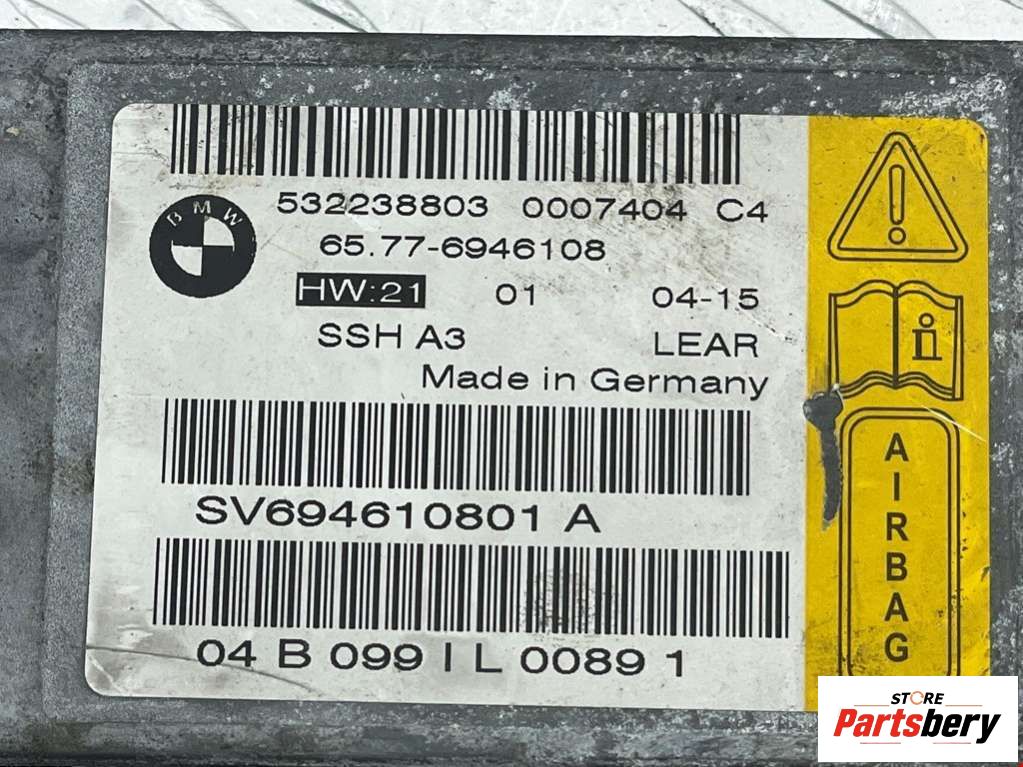 532238803 0007404 C4
BMW
65.77-6946108
HW:21 01 04-15
SSH A3 LEAR
Made in Germany
SV694610801 A
04 B 099 I L 0089 1
AIRBAG
STORE
Partsbery